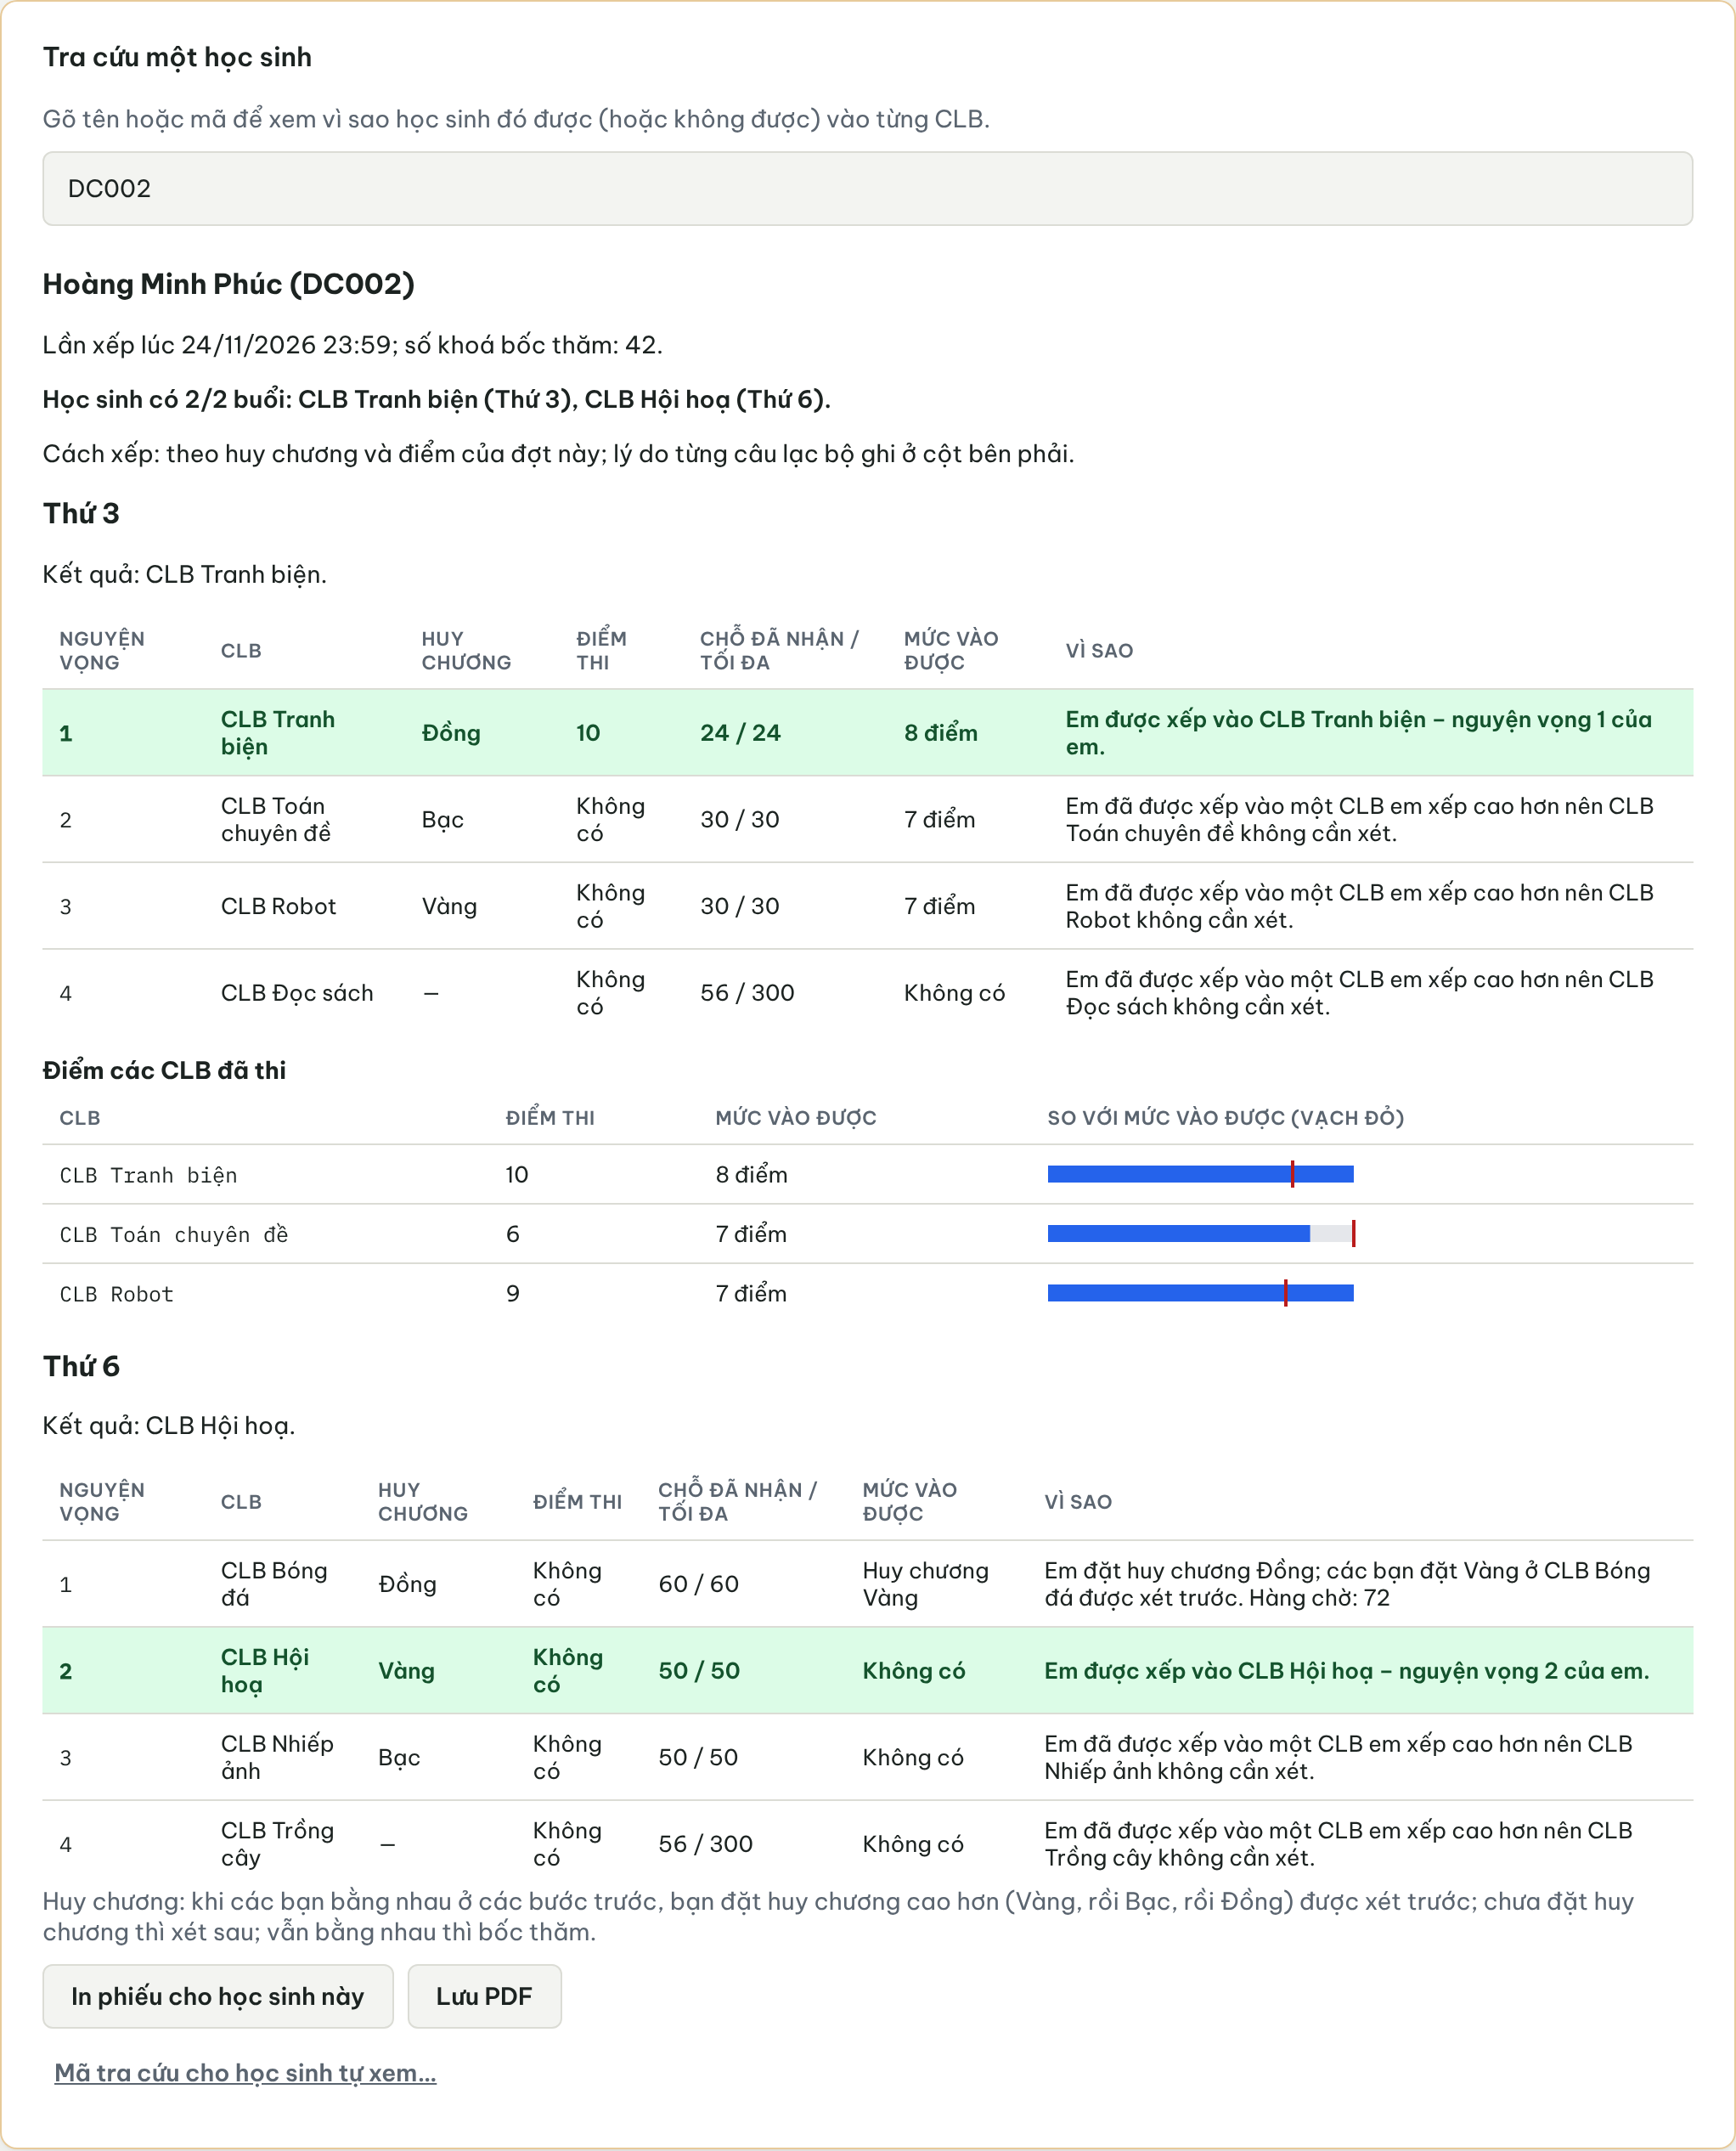 Tra cứu một học sinh
Gõ tên hoặc mã để xem vì sao học sinh đó được (hoặc không được) vào từng CLB.
DC002
Hoàng Minh Phúc (DC002)
Lần xếp lúc 24/11/2026 23:59; số khoá bốc thăm: 42.
Học sinh có 2/2 buổi: CLB Tranh biện (Thứ 3), CLB Hội hoạ (Thứ 6).
Cách xếp: theo huy chương và điểm của đợt này; lý do từng câu lạc bộ ghi ở cột bên phải.
Thứ 3
Kết quả: CLB Tranh biện.
NGUYỆN VỌNG CLB HUY CHƯƠNG ĐIỂM THI CHỖ ĐÃ NHẬN / TỐI ĐA MỨC VÀO ĐƯỢC VÌ SAO
1 CLB Tranh biện Đồng 10 24 / 24 8 điểm Em được xếp vào CLB Tranh biện – nguyện vọng 1 của em.
2 CLB Toán chuyên đề Bạc Không có 30 / 30 7 điểm Em đã được xếp vào một CLB em xếp cao hơn nên CLB Toán chuyên đề không cần xét.
3 CLB Robot Vàng Không có 30 / 30 7 điểm Em đã được xếp vào một CLB em xếp cao hơn nên CLB Robot không cần xét.
4 CLB Đọc sách – Không có 56 / 300 Không có Em đã được xếp vào một CLB em xếp cao hơn nên CLB Đọc sách không cần xét.
Điểm các CLB đã thi
CLB ĐIỂM THI MỨC VÀO ĐƯỢC SO VỚI MỨC VÀO ĐƯỢC (VẠCH ĐỎ)
CLB Tranh biện 10 8 điểm
CLB Toán chuyên đề 6 7 điểm
CLB Robot 9 7 điểm
Thứ 6
Kết quả: CLB Hội hoạ.
NGUYỆN VỌNG CLB HUY CHƯƠNG ĐIỂM THI CHỖ ĐÃ NHẬN / TỐI ĐA MỨC VÀO ĐƯỢC VÌ SAO
1 CLB Bóng đá Đồng Không có 60 / 60 Huy chương Vàng Em đạt huy chương Đồng; các bạn đạt Vàng ở CLB Bóng đá được xét trước. Hàng chờ: 72
2 CLB Hội hoạ Vàng Không có 50 / 50 Không có Em được xếp vào CLB Hội hoạ – nguyện vọng 2 của em.
3 CLB Nhiếp ảnh Bạc Không có 50 / 50 Không có Em đã được xếp vào một CLB em xếp cao hơn nên CLB Nhiếp ảnh không cần xét.
4 CLB Trồng cây – Không có 56 / 300 Không có Em đã được xếp vào một CLB em xếp cao hơn nên CLB Trồng cây không cần xét.
Huy chương: khi các bạn bằng nhau ở các bước trước, bạn đặt huy chương cao hơn (Vàng, rồi Bạc, rồi Đồng) được xét trước; chưa đặt huy
chương thì xét sau; vẫn bằng nhau thì bốc thăm.
In phiếu cho học sinh này Lưu PDF
Mã tra cứu cho học sinh tự xem...